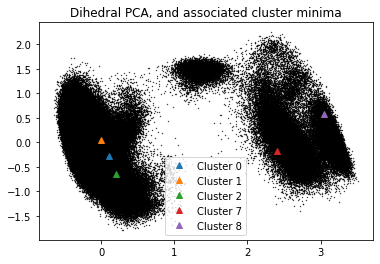 Dihedral PCA, and associated cluster minima
2.0
1.5
1.0
0.5
0.0
−0.5
−1.0
−1.5
Cluster 0
Cluster 1
Cluster 2
Cluster 7
Cluster 8
0 1 2 3